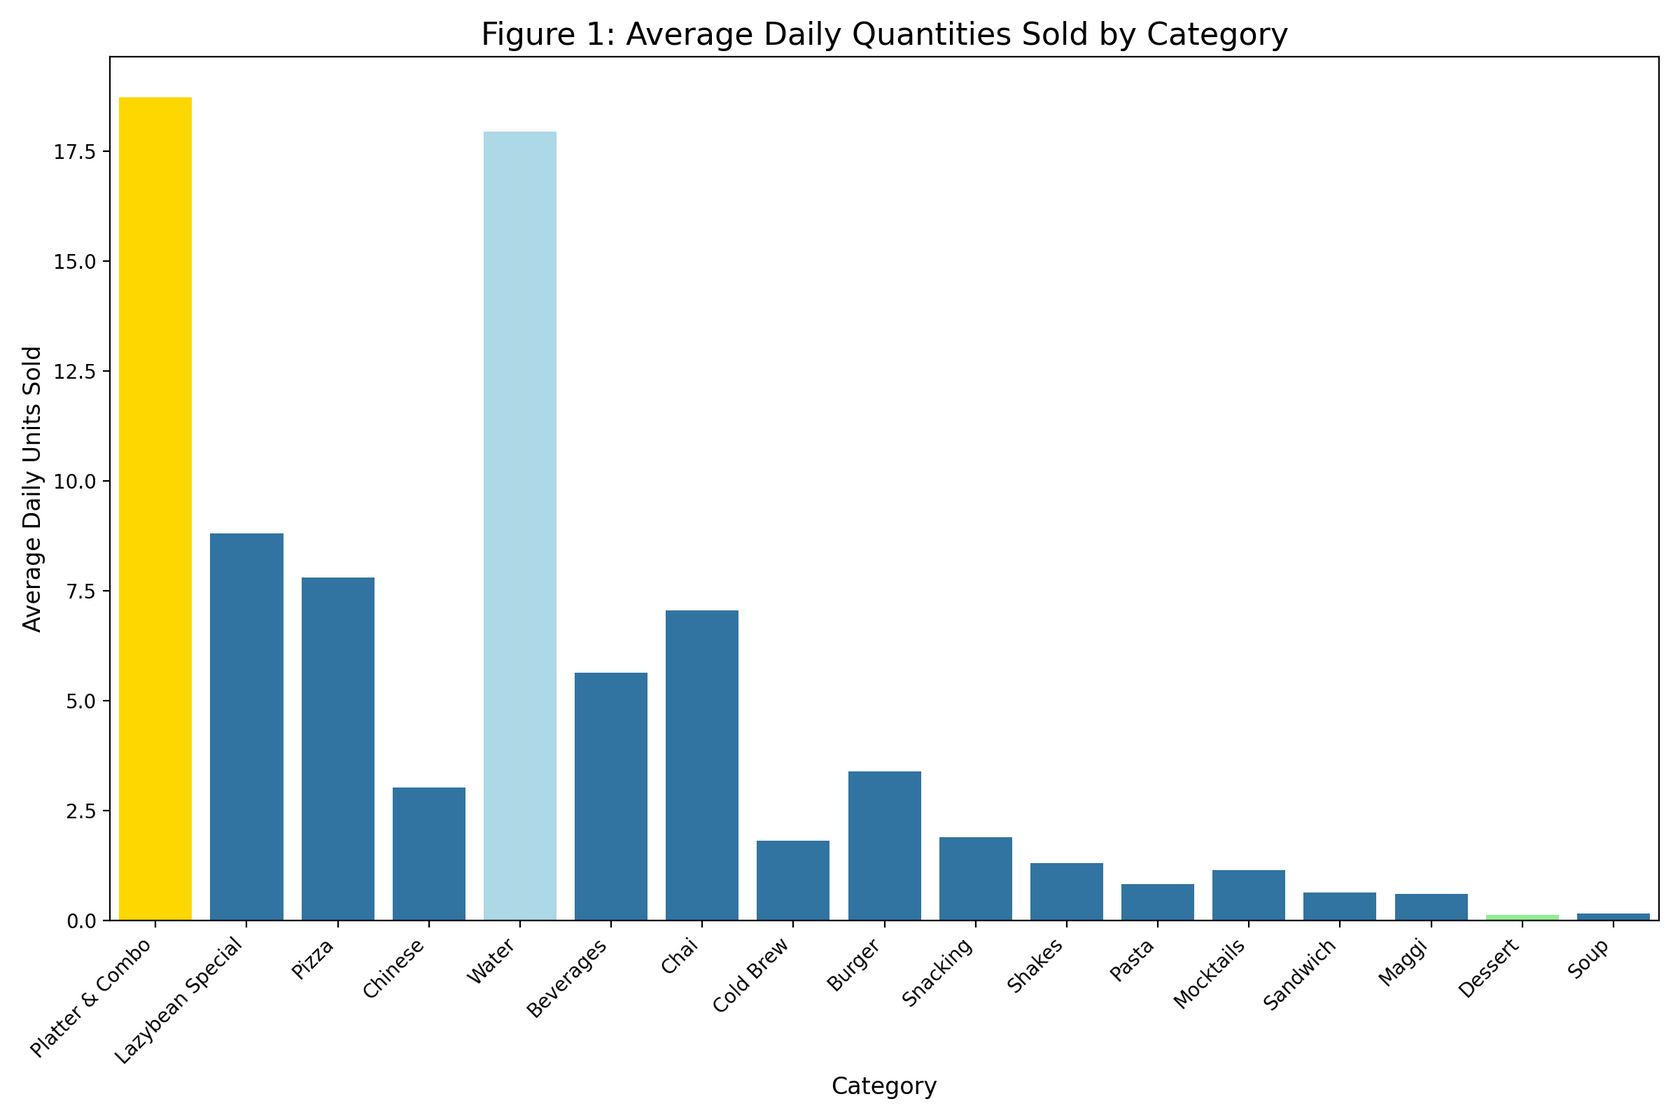 Figure 1: Average Daily Quantities Sold by Category
Average Daily Units Sold
17.5
15.0
12.5
10.0
7.5
5.0
2.5
0.0
Platter & Combo
Lazybean Special
Pizza
Chinese
Water
Beverages
Chai
Cold Brew
Burger
Snacking
Shakes
Pasta
Mocktails
Sandwich
Maggi
Dessert
Soup
Category